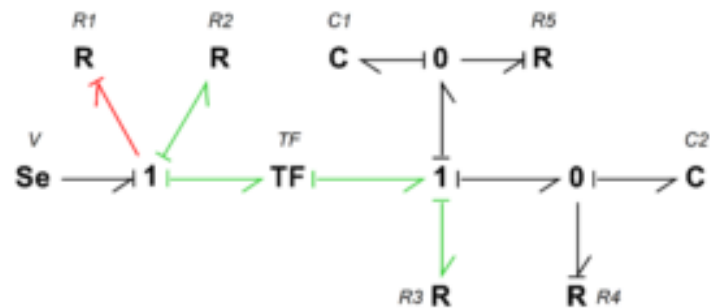 R1 R2 C1 R5
R R C 0 R
V TF C2
Se 1 TF 1 0 C
R3 R R R4